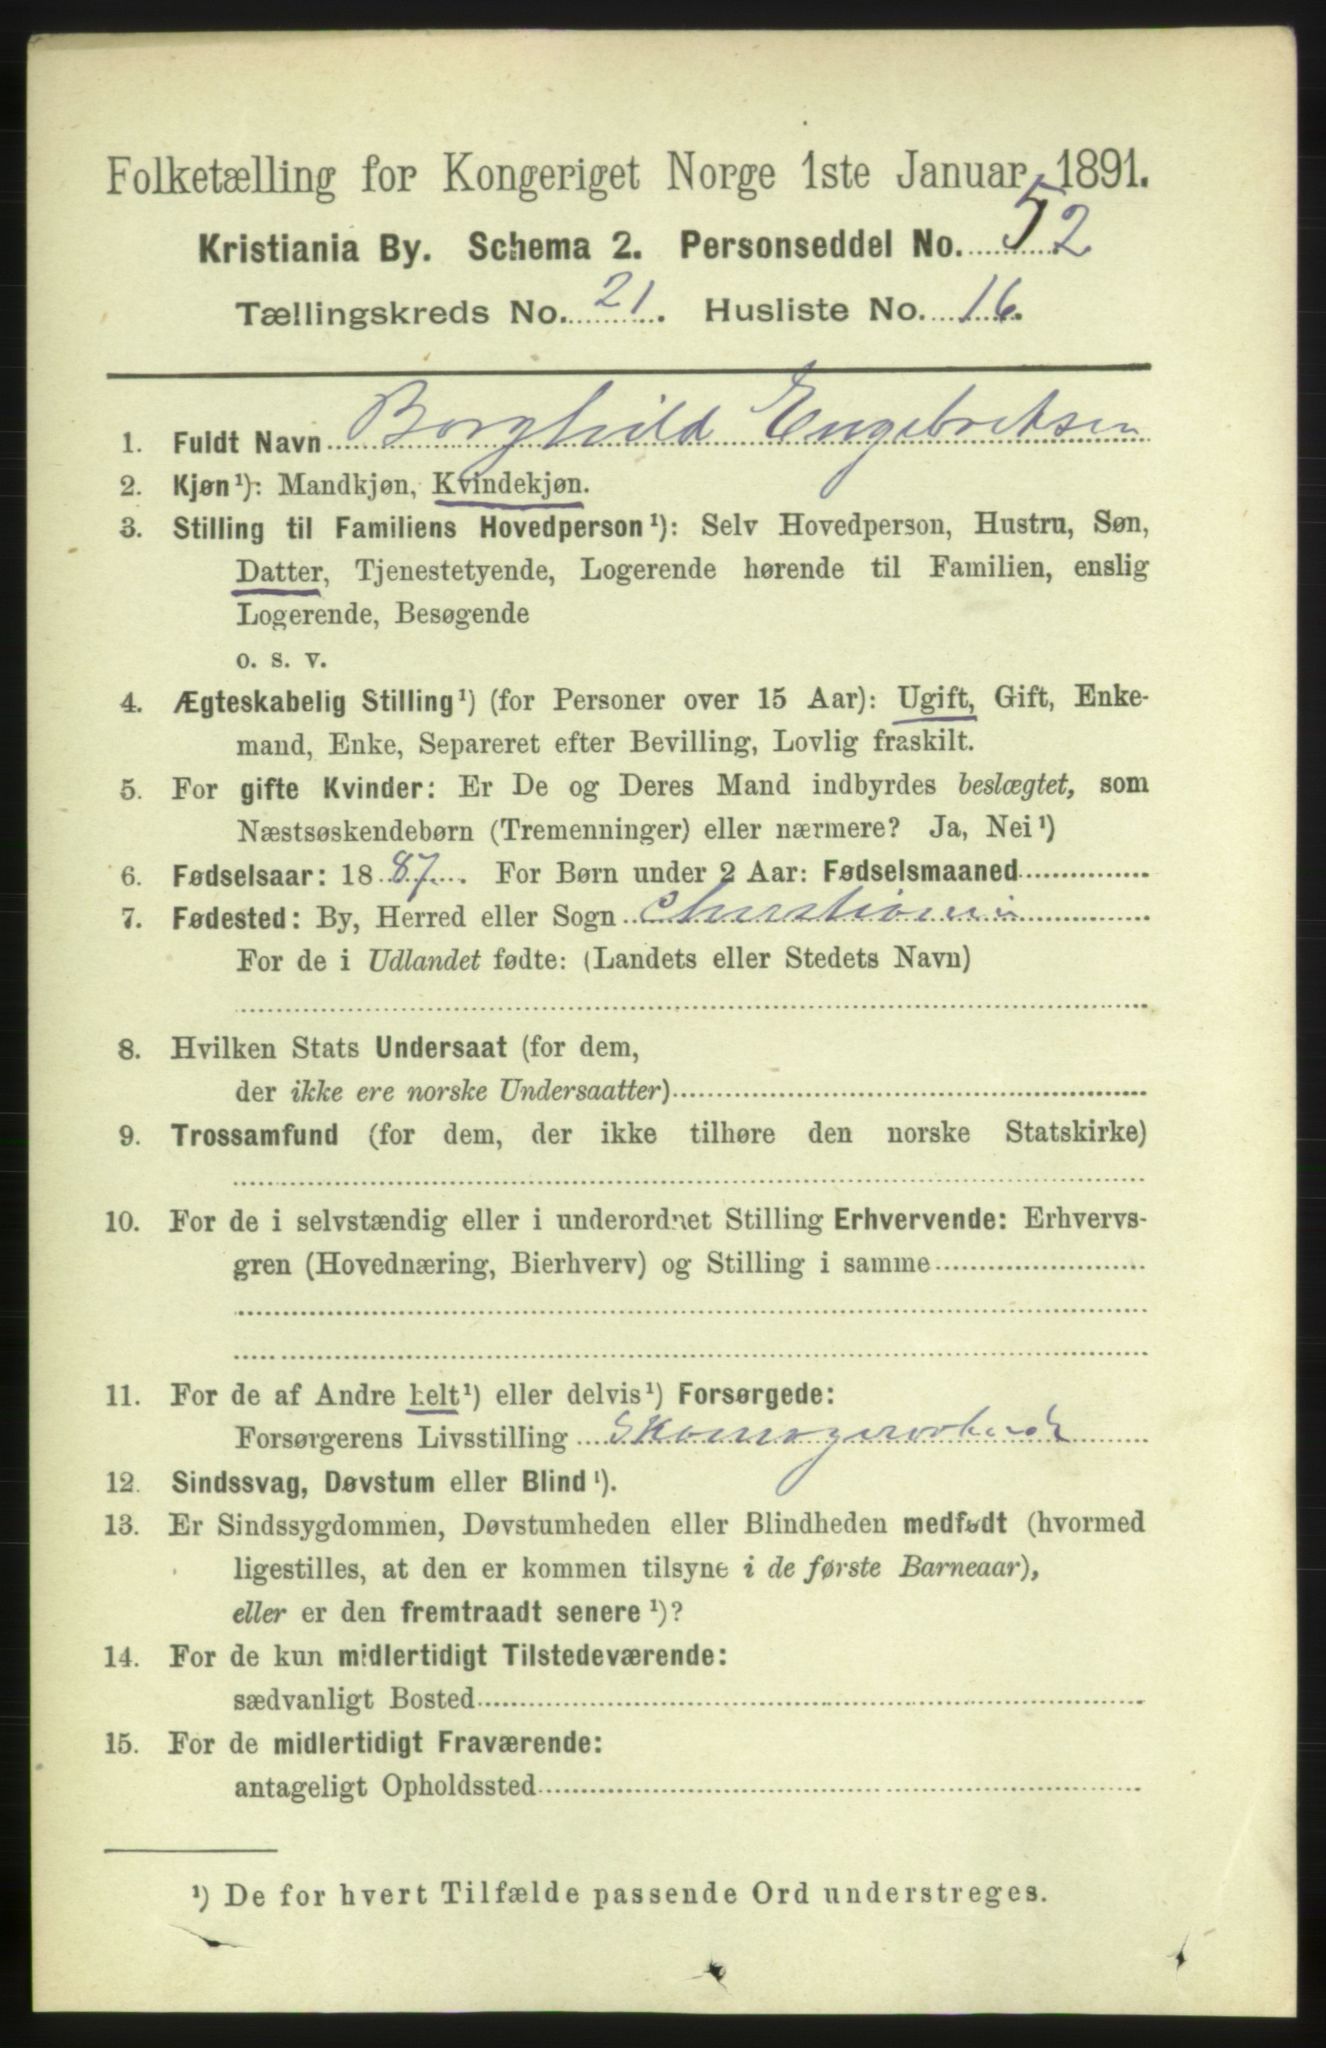 Folketælling for Kongeriget Norge 1ste Januar 1891.
Kristiania By. Schema 2. Personseddel No. 52
Tællingskreds No. 21. Husliste No. 16.
1. Fuldt Navn Borghild Engebretsen
2. Kjøn¹): Mandkjøn, Kvindekjøn.
3. Stilling til Familiens Hovedperson¹): Selv Hovedperson, Hustru, Søn,
Datter, Tjenestetyende, Logerende hørende til Familien, enslig
Logerende, Besøgende
o. s. v.
4. Ægteskabelig Stilling¹) (for Personer over 15 Aar): Ugift, Gift, Enke-
mand, Enke, Separeret efter Bevilling, Lovlig fraskilt.
5. For gifte Kvinder: Er De og Deres Mand indbyrdes beslægtet, som
Næstsøskendebørn (Tremenninger) eller nærmere? Ja, Nei¹)
6. Fødselsaar: 1887. For Børn under 2 Aar: Fødselsmaaned
7. Fødested: By, Herred eller Sogn Christiania
For de i Udlandet fødte: (Landets eller Stedets Navn)
8. Hvilken Stats Undersaat (for dem,
der ikke ere norske Undersaatter)
9. Trossamfund (for dem, der ikke tilhøre den norske Statskirke)
10. For de i selvstændig eller i underordnet Stilling Erhvervende: Erhvervs-
gren (Hovednæring, Bierhverv) og Stilling i samme
11. For de af Andre helt¹) eller delvis¹) Forsørgede:
Forsørgerens Livsstilling
12. Sindssvag, Døvstum eller Blind¹).
13. Er Sindssygdommen, Døvstumheden eller Blindheden medfødt (hvormed
ligestilles, at den er kommen tilsyne i de første Barneaar),
eller er den fremtraadt senere¹)?
14. For de kun midlertidigt Tilstedeværende:
sædvanligt Bosted
15. For de midlertidigt Fraværende:
antageligt Opholdssted
¹) De for hvert Tilfælde passende Ord understreges.